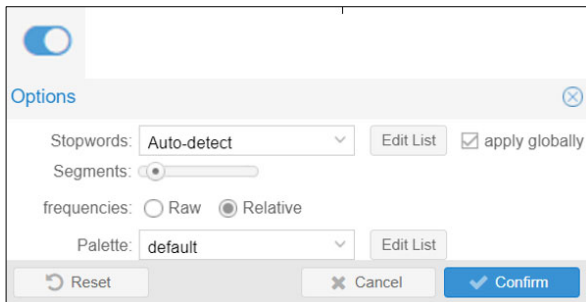 Options
Stopwords: Auto-detect Edit List apply globally
Segments:
frequencies: Raw Relative
Palette: default Edit List
Reset Cancel Confirm